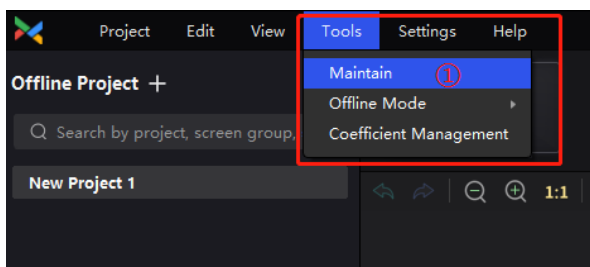 Project Edit View Tools Settings Help
Offline Project +
Maintain ①
Offline Mode
Search by project, screen group,
Coefficient Management
New Project 1
1:1